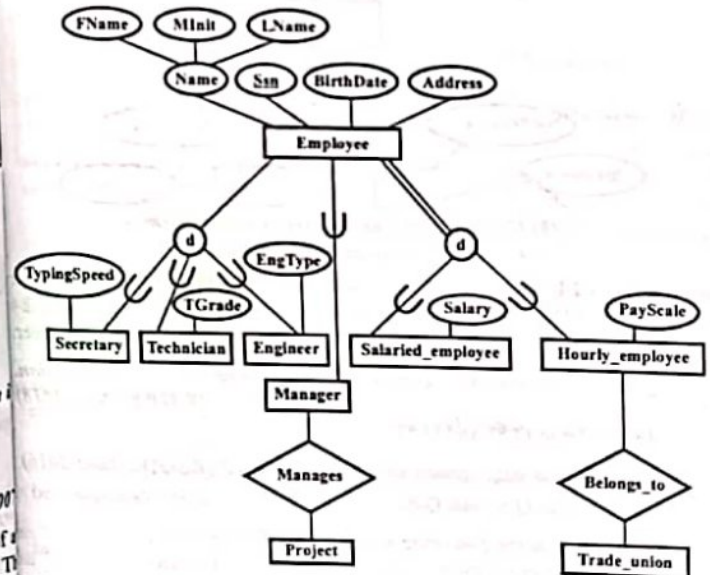 FName MInit LName
Name Ssn BirthDate Address
Employee
d d
EngType
TypingSpeed
TGrade Salary PayScale
Secretary Technician Engineer Salaried_employee Hourly_employee
Manager
Manages Belongs_to
Project Trade_union